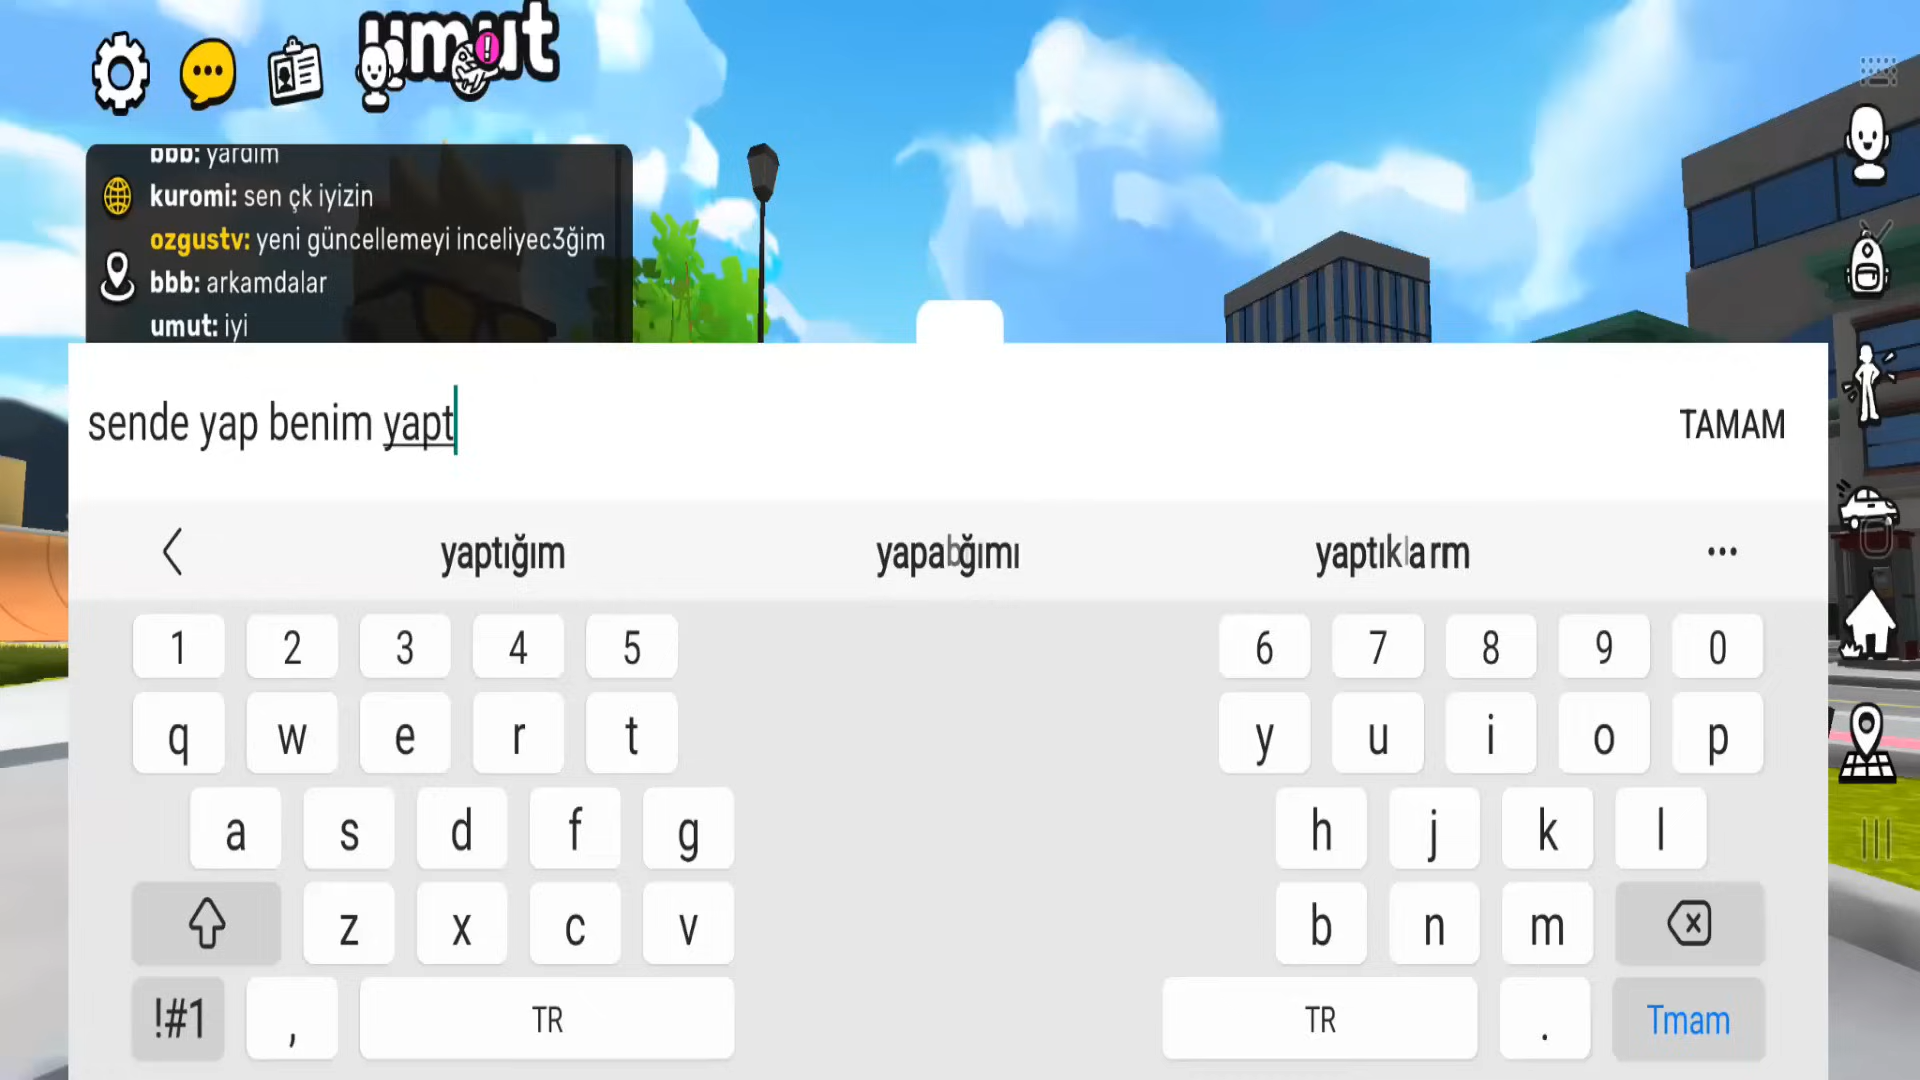 umut
bbb: yardım
kuromi: sen çk iyizin
ozgustv: yeni güncellemeyi inceliyec3ğim
bbb: arkamdalar
umut: iyi
sende yap benim yapt
TAMAM
yaptığım
yaptıklarm
1 2 3 4 5 6 7 8 9 0
q w e r t y u i o p
a s d f g h j k l
z x c v b n m
!#1 , TR TR . Tmam